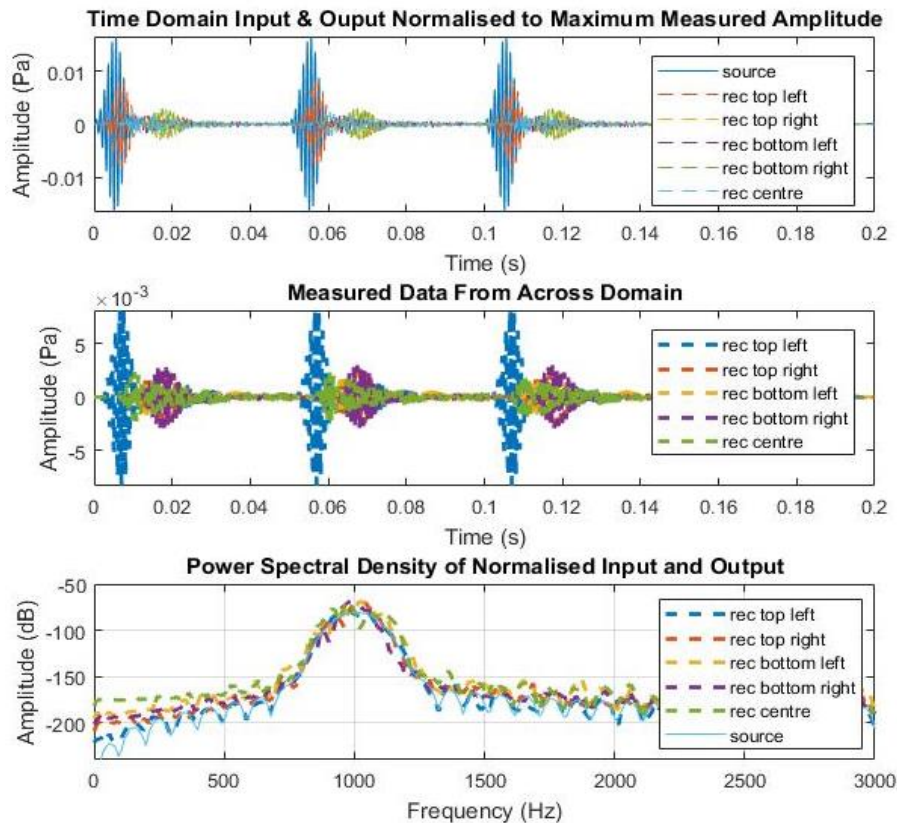 Time Domain Input & Ouput Normalised to Maximum Measured Amplitude
Amplitude (Pa)
0.01
0
-0.01
source
rec top left
rec top right
rec bottom left
rec bottom right
rec centre
0 0.02 0.04 0.06 0.08 0.1 0.12 0.14 0.16 0.18 0.2
Time (s)
× 10⁻³
Measured Data From Across Domain
Amplitude (Pa)
5
0
-5
rec top left
rec top right
rec bottom left
rec bottom right
rec centre
0 0.02 0.04 0.06 0.08 0.1 0.12 0.14 0.16 0.18 0.2
Time (s)
Power Spectral Density of Normalised Input and Output
Amplitude (dB)
-50
-100
-150
-200
rec top left
rec top right
rec bottom left
rec bottom right
rec centre
source
0 500 1000 1500 2000 2500 3000
Frequency (Hz)